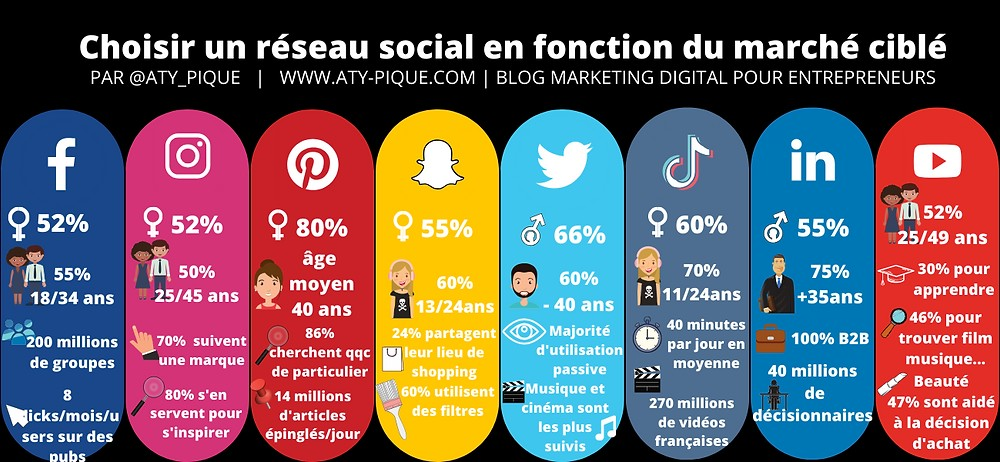 Choisir un réseau social en fonction du marché ciblé
PAR @ATY_PIQUE | WWW.ATY-PIQUE.COM | BLOG MARKETING DIGITAL POUR ENTREPRENEURS
52%
55%
18/34 ans
200 millions
de groupes
8
licks/mois/u
sers sur des
pubs
52%
50%
25/45 ans
70% suivent
une marque
80% s'en
servent pour
s'inspirer
80%
âge
moyen
40 ans
86%
cherchent qqc
de particulier
14 millions
d'articles
épinglés/jour
55%
60%
13/24ans
24% partagent
leur lieu de
shopping
60% utilisent
des filtres
66%
60%
- 40 ans
Majorité
d'utilisation
passive
Musique et
cinéma sont
les plus
suivis
60%
70%
11/24ans
40 minutes
par jour en
moyenne
270 millions
de vidéos
françaises
in
55%
75%
+35ans
100% B2B
40 millions
de
décisionnaires
52%
25/49 ans
30% pour
apprendre
46% pour
trouver film
musique...
Beauté
47% sont aidé
à la décision
d'achat